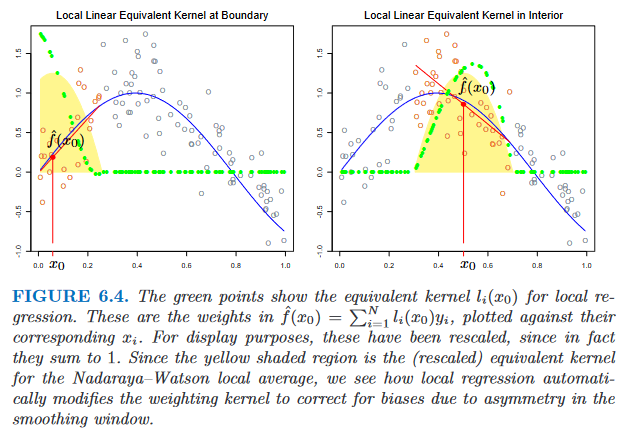 Local Linear Equivalent Kernel at Boundary
Local Linear Equivalent Kernel in Interior
1.5
1.0
0.5
0.0
-0.5
-1.0
f̂(x₀)
0.0 0.2 0.4 0.6 0.8 1.0
x₀
1.5
1.0
0.5
0.0
-0.5
-1.0
f̂(x₀)
0.0 0.2 0.4 0.6 0.8 1.0
x₀
FIGURE 6.4. The green points show the equivalent kernel lᵢ(x₀) for local re-
gression. These are the weights in f̂(x₀) = ∑ᴺᵢ₌₁ lᵢ(x₀)yᵢ, plotted against their
corresponding xᵢ. For display purposes, these have been rescaled, since in fact
they sum to 1. Since the yellow shaded region is the (rescaled) equivalent kernel
for the Nadaraya–Watson local average, we see how local regression automati-
cally modifies the weighting kernel to correct for biases due to asymmetry in the
smoothing window.